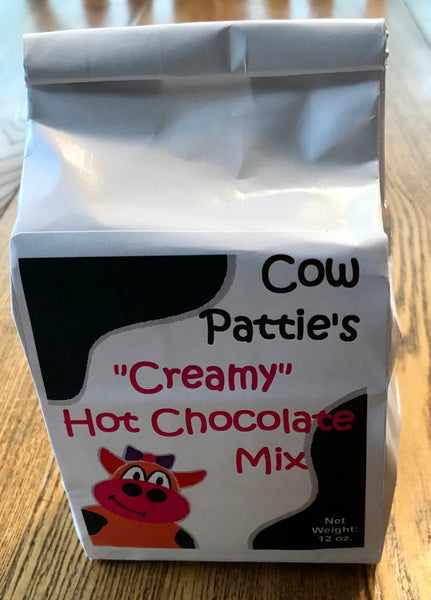 Cow
Pattie's
"Creamy"
Hot Chocolate
Mix
Net
Weight:
12 oz.